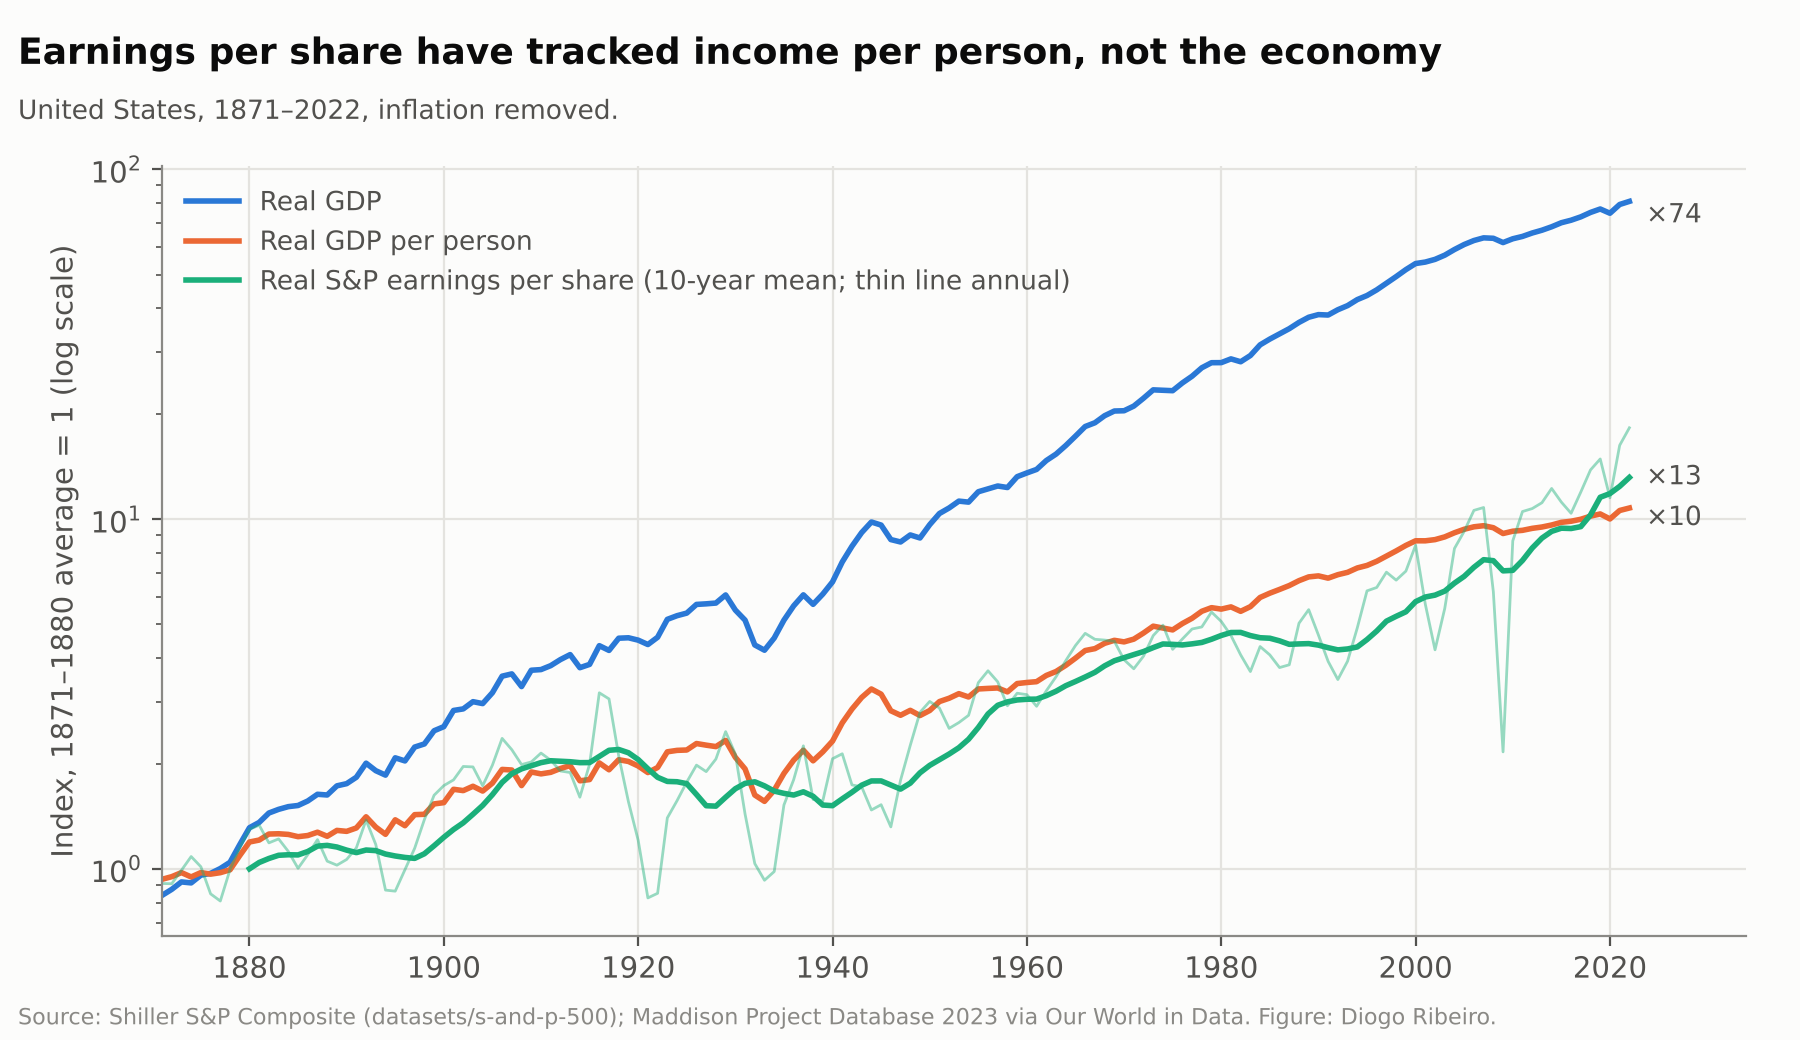 Earnings per share have tracked income per person, not the economy
United States, 1871–2022, inflation removed.
Index, 1871–1880 average = 1 (log scale)
10²
10¹
10⁰
Real GDP
Real GDP per person
Real S&P earnings per share (10-year mean; thin line annual)
×74
×13
×10
1880 1900 1920 1940 1960 1980 2000 2020
Source: Shiller S&P Composite (datasets/s-and-p-500); Maddison Project Database 2023 via Our World in Data. Figure: Diogo Ribeiro.